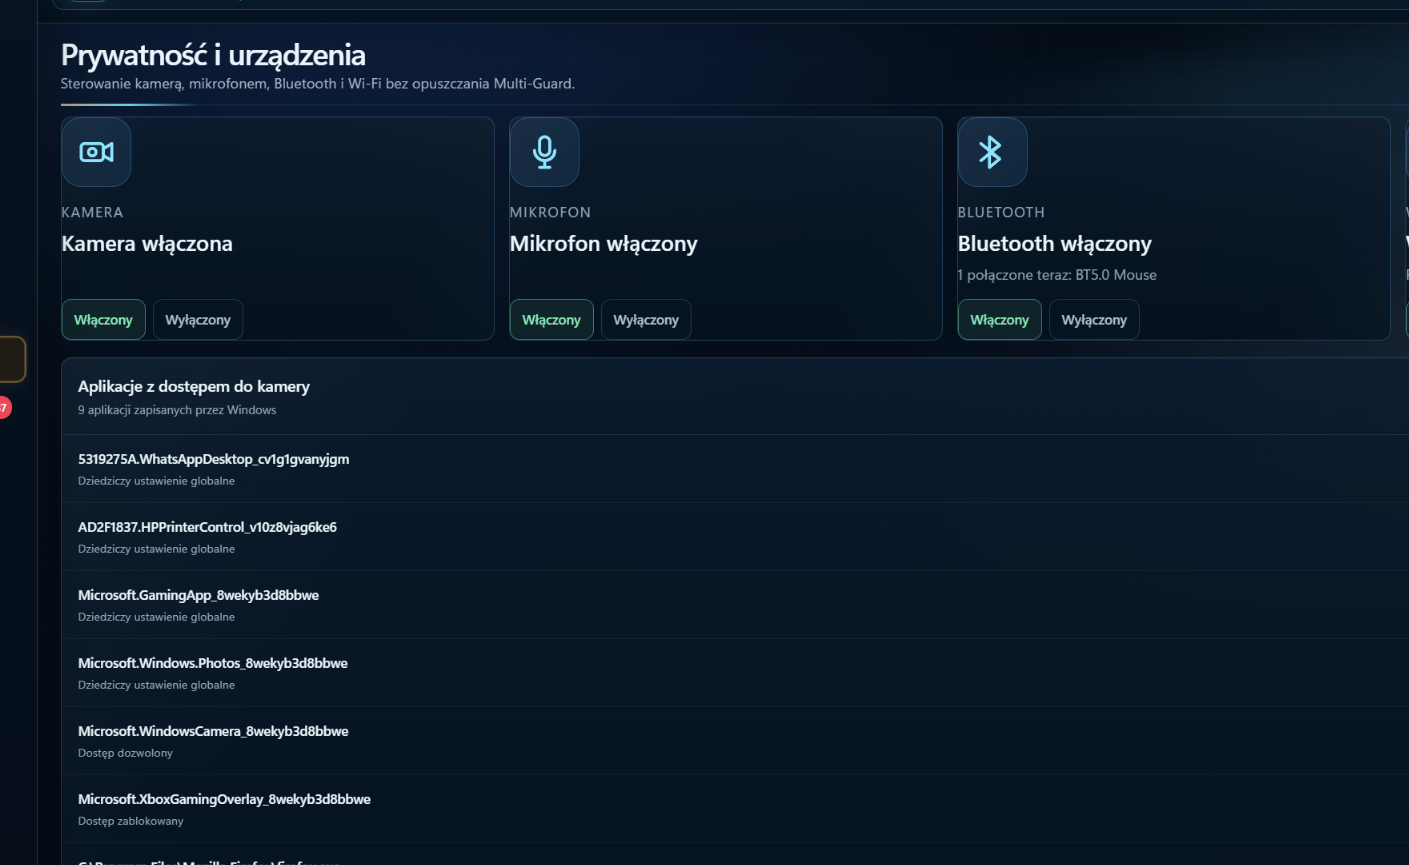 Prywatność i urządzenia
Sterowanie kamerą, mikrofonem, Bluetooth i Wi-Fi bez opuszczania Multi-Guard.
KAMERA
Kamera włączona
Włączony
Wyłączony
MIKROFON
Mikrofon włączony
Włączony
Wyłączony
BLUETOOTH
Bluetooth włączony
1 połączone teraz: BT5.0 Mouse
Włączony
Wyłączony
Aplikacje z dostępem do kamery
9 aplikacji zapisanych przez Windows
5319275A.WhatsAppDesktop_cv1g1gvanyjgm
Dziedziczy ustawienie globalne
AD2F1837.HPPrinterControl_v10z8vjag6ke6
Dziedziczy ustawienie globalne
Microsoft.GamingApp_8wekyb3d8bbwe
Dziedziczy ustawienie globalne
Microsoft.Windows.Photos_8wekyb3d8bbwe
Dziedziczy ustawienie globalne
Microsoft.WindowsCamera_8wekyb3d8bbwe
Dostęp dozwolony
Microsoft.XboxGamingOverlay_8wekyb3d8bbwe
Dostęp zablokowany